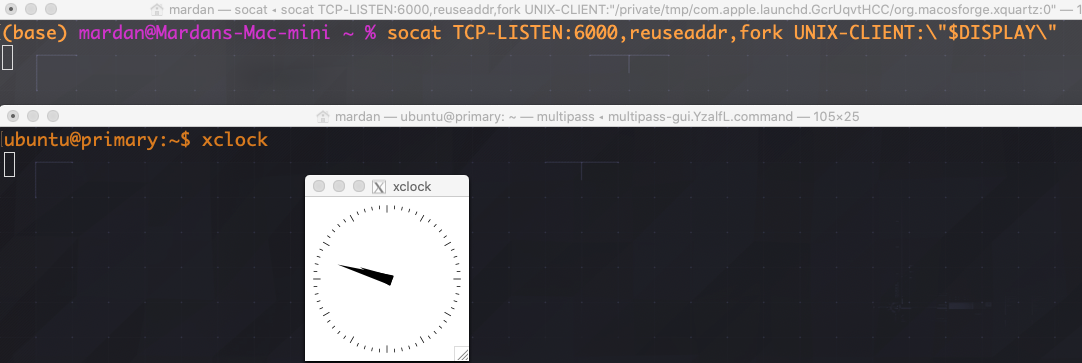 mardan — socat ◂ socat TCP-LISTEN:6000,reuseaddr,fork UNIX-CLIENT:"/private/tmp/com.apple.launchd.GcrUqvtHCC/org.macosforge.xquartz:0" — 1
(base) mardan@Mardans-Mac-mini ~ % socat TCP-LISTEN:6000,reuseaddr,fork UNIX-CLIENT:\"$DISPLAY\"
mardan — ubuntu@primary: ~ — multipass ◂ multipass-gui.YzalfL.command — 105×25
ubuntu@primary:~$ xclock
X xclock